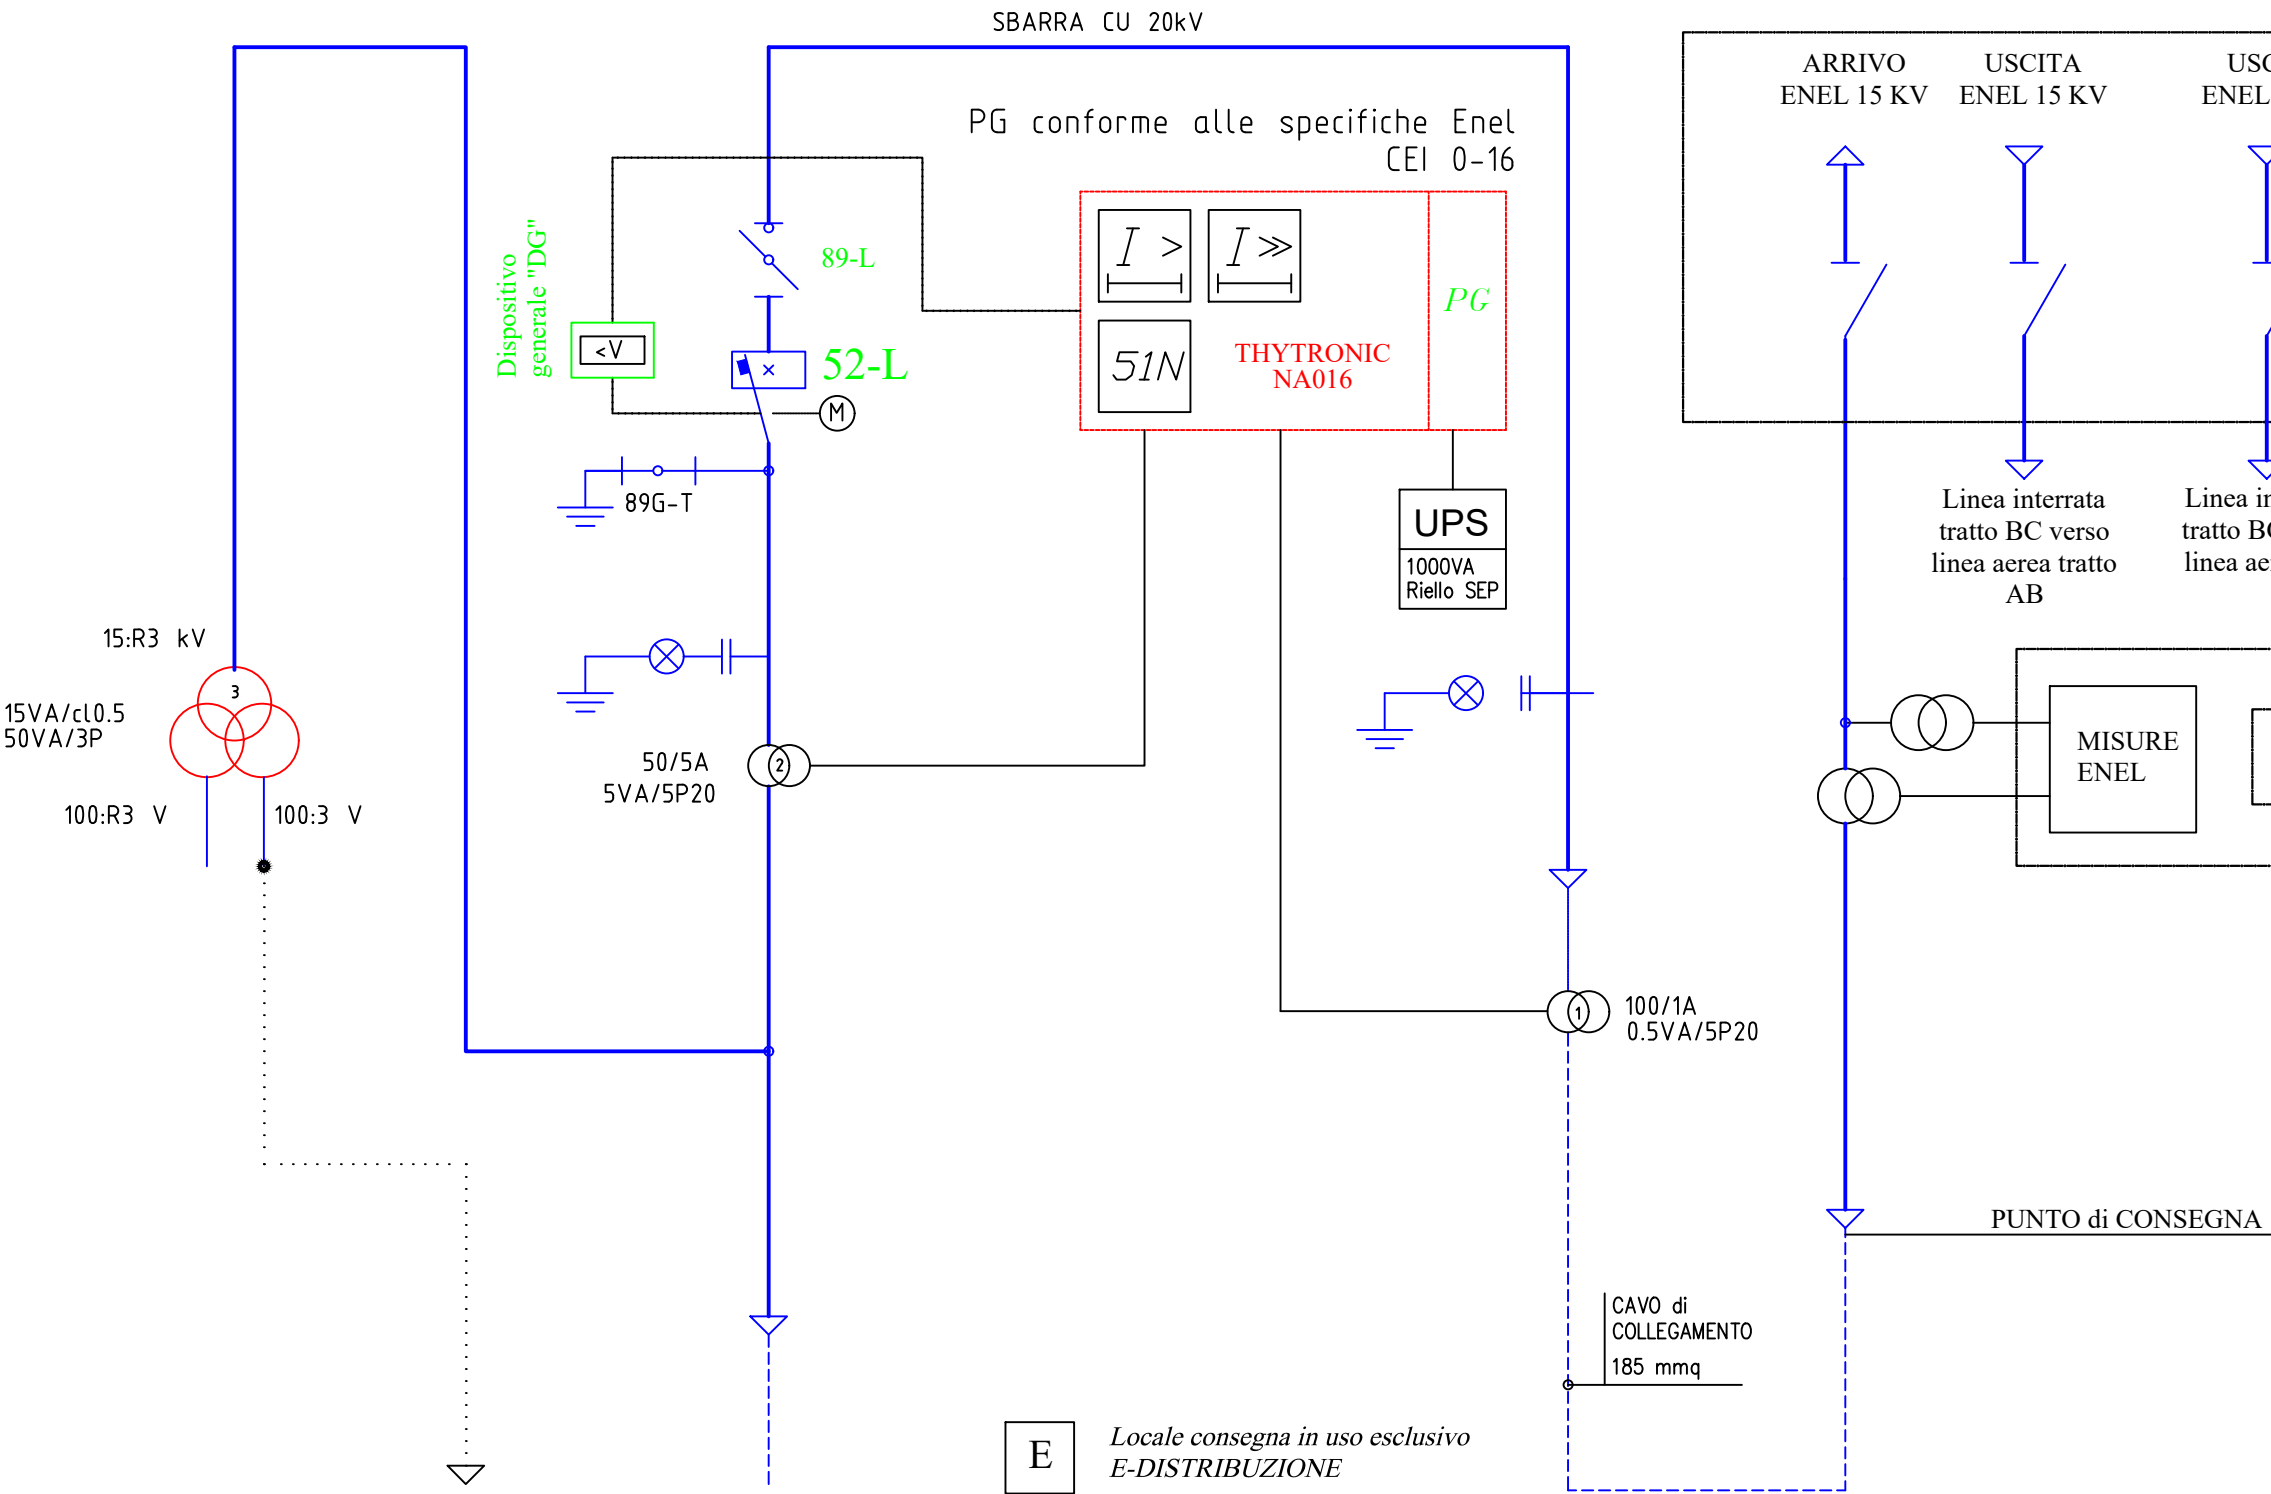 SBARRA CU 20kV
PG conforme alle specifiche Enel
CEI 0-16
Dispositivo
generale "DG"
<V
89-L
52-L
M
89G-T
I >
I >>
51N
THYTRONIC
NA016
PG
UPS
1000VA
Riello SEP
15:R3 kV
3
15VA/cl0.5
50VA/3P
100:R3 V
100:3 V
50/5A
5VA/5P20
2
1
100/1A
0.5VA/5P20
CAVO di
COLLEGAMENTO
185 mmq
E
Locale consegna in uso esclusivo
E-DISTRIBUZIONE
ARRIVO
ENEL 15 KV
USCITA
ENEL 15 KV
ENEL
Linea interrata
tratto BC verso
linea aerea tratto
AB
Linea
tratto
linea
MISURE
ENEL
PUNTO di CONSEGNA